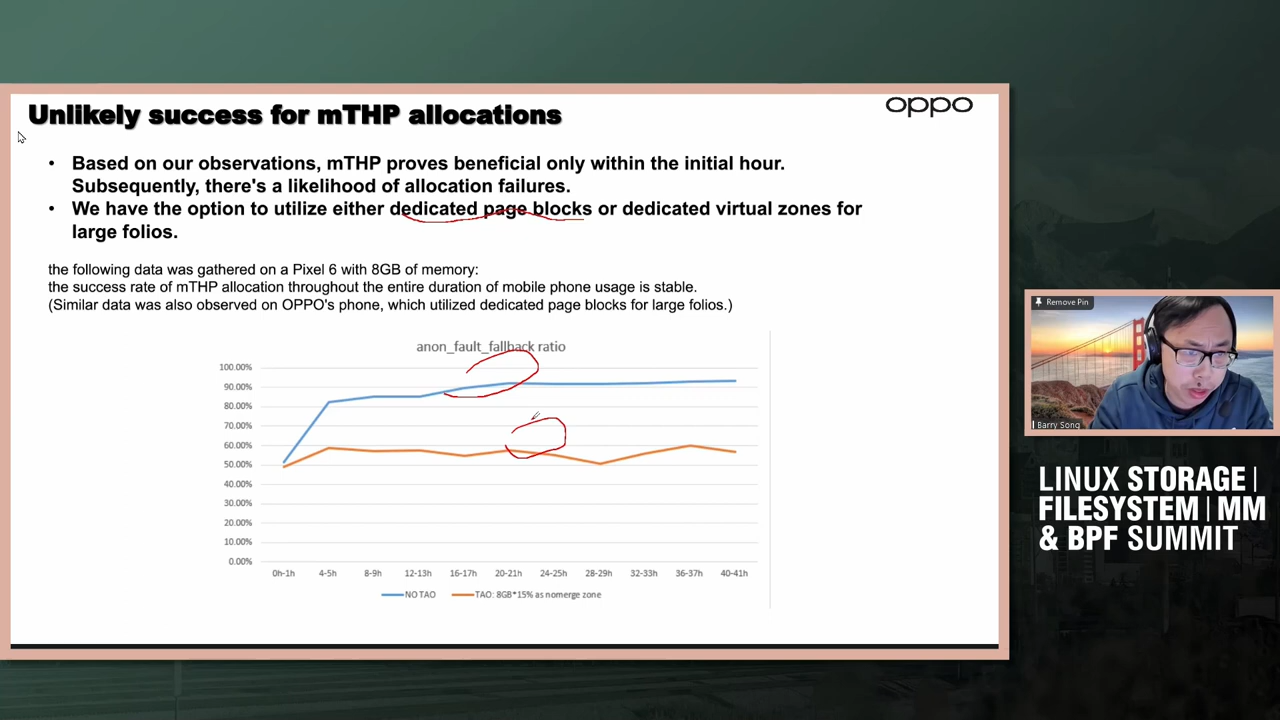 Unlikely success for mTHP allocations
oppo
• Based on our observations, mTHP proves beneficial only within the initial hour.
Subsequently, there's a likelihood of allocation failures.
• We have the option to utilize either dedicated page blocks or dedicated virtual zones for
large folios.
the following data was gathered on a Pixel 6 with 8GB of memory:
the success rate of mTHP allocation throughout the entire duration of mobile phone usage is stable.
(Similar data was also observed on OPPO's phone, which utilized dedicated page blocks for large folios.)
anon_fault_fallback ratio
100.00%
90.00%
80.00%
70.00%
60.00%
50.00%
40.00%
30.00%
20.00%
10.00%
0.00%
0h-1h 4-5h 8-9h 12-13h 16-17h 20-21h 24-25h 28-29h 32-33h 36-37h 40-41h
NO TAO TAO: 8GB*15% as nomerge zone
Remove Pin
Barry Song
LINUX STORAGE |
FILESYSTEM | MM
& BPF SUMMIT